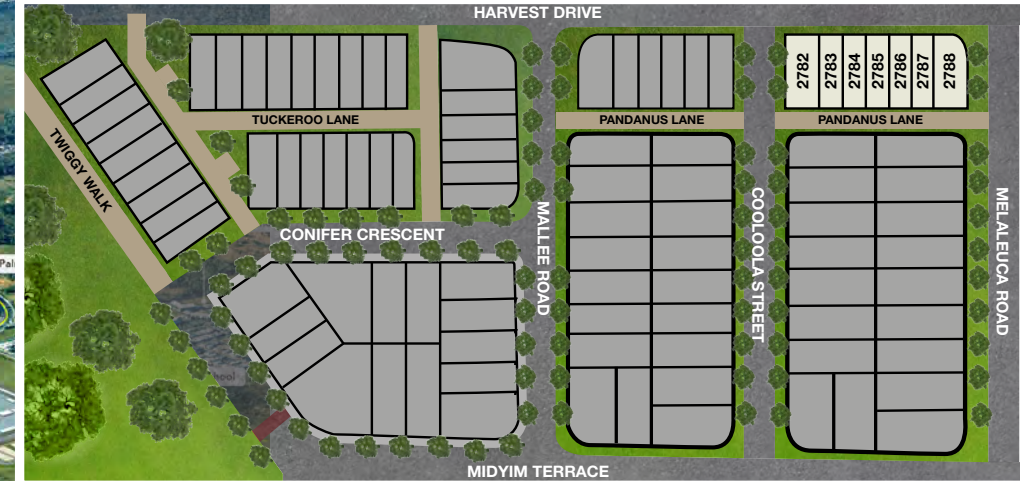 HARVEST DRIVE
2782
2783
2784
2785
2786
2787
2788
TUCKEROO LANE
PANDANUS LANE
PANDANUS LANE
TWIGGY WALK
CONIFER CRESCENT
MALLEE ROAD
COOLOOLA STREET
MELALEUCA ROAD
MIDYIM TERRACE